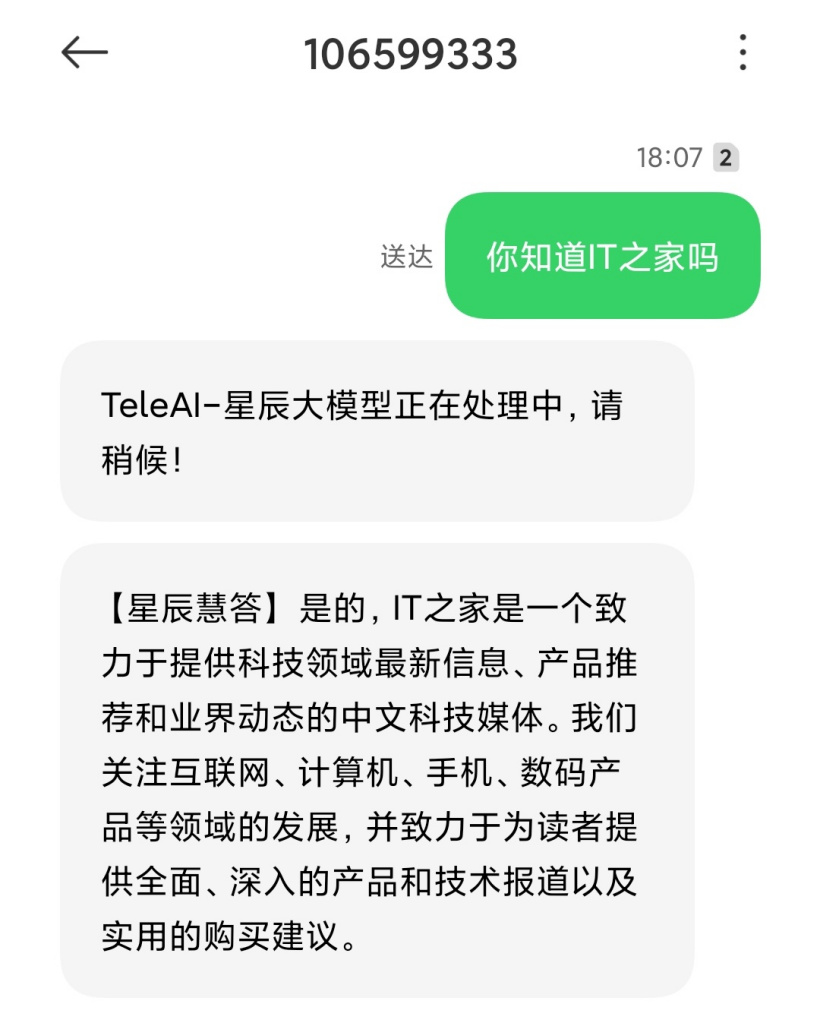 106599333
18:07 2
送达 你知道IT之家吗
TeleAI-星辰大模型正在处理中，请
稍候！
【星辰慧答】是的，IT之家是一个致
力于提供科技领域最新信息、产品推
荐和业界动态的中文科技媒体。我们
关注互联网、计算机、手机、数码产
品等领域的发展，并致力于为读者提
供全面、深入的产品和技术报道以及
实用的购买建议。